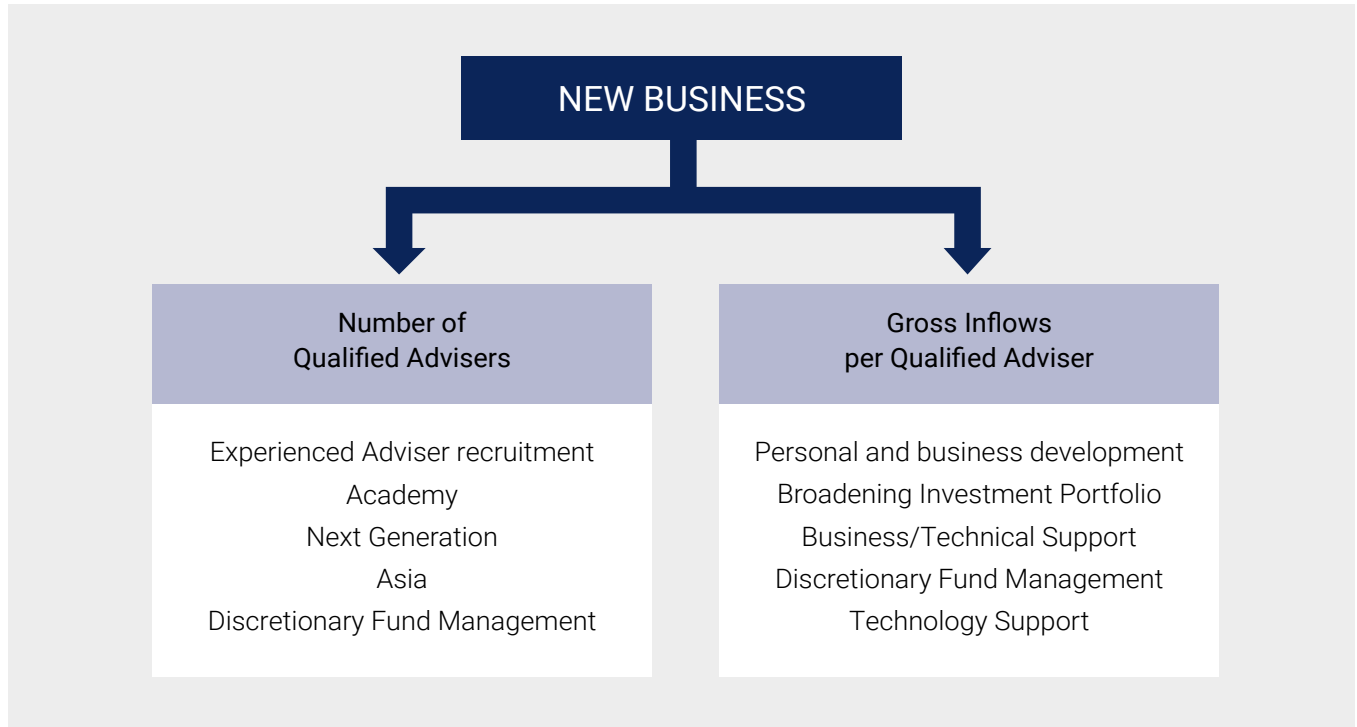 NEW BUSINESS
Number of
Qualified Advisers
Experienced Adviser recruitment
Academy
Next Generation
Asia
Discretionary Fund Management
Gross Inflows
per Qualified Adviser
Personal and business development
Broadening Investment Portfolio
Business/Technical Support
Discretionary Fund Management
Technology Support